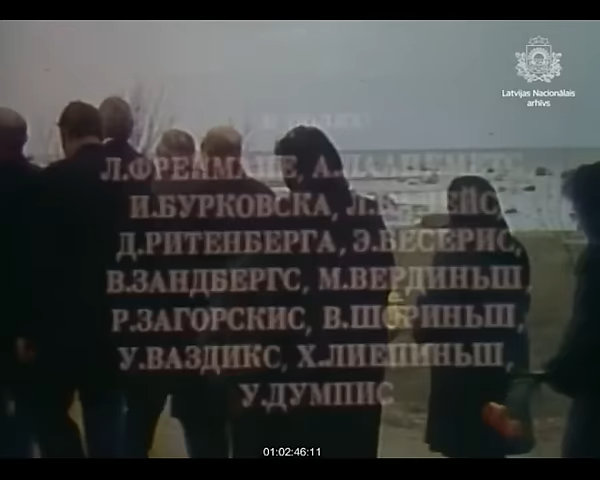 Latvijas Nacionālais
arhīvs
Л.ФРЕЙМАНЕ,
И.БУРКОВСКА,
Д.РИТЕНБЕРГА, Э.ВЕСЕРИС,
В.ЗАНДБЕРГС, М.ВЕРДИНЬШ,
Р.ЗАГОРСКИС, В.ШОРИНЬШ,
У.ВАЗДИКС, Х.ЛИЕПИНЬШ,
У.ДУМПИС
01:02:46:11